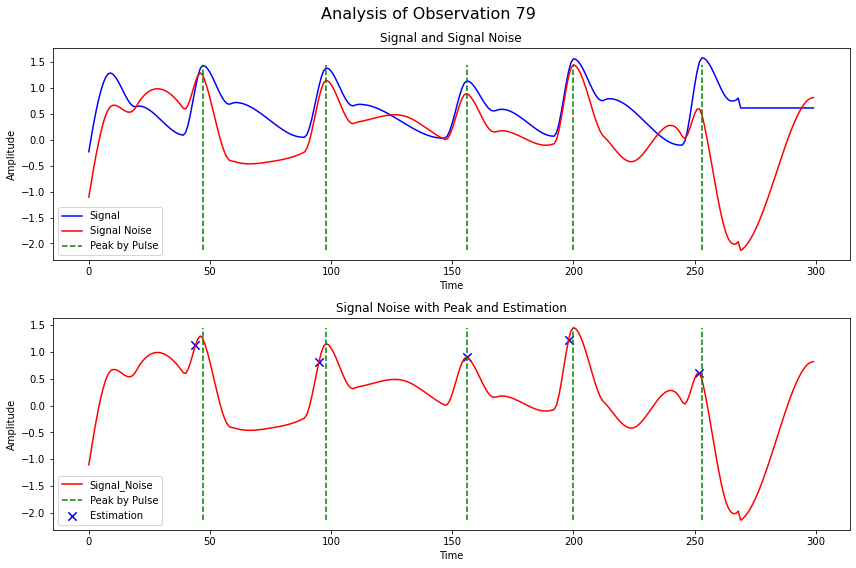 Analysis of Observation 79
Signal and Signal Noise
1.5
1.0
0.5
0.0
−0.5
−1.0
−1.5
−2.0
Amplitude
Signal
Signal Noise
Peak by Pulse
0
50
100
150
200
250
300
Time
Signal Noise with Peak and Estimation
1.5
1.0
0.5
0.0
−0.5
−1.0
−1.5
−2.0
Amplitude
Signal_Noise
Peak by Pulse
Estimation
0
50
100
150
200
250
300
Time